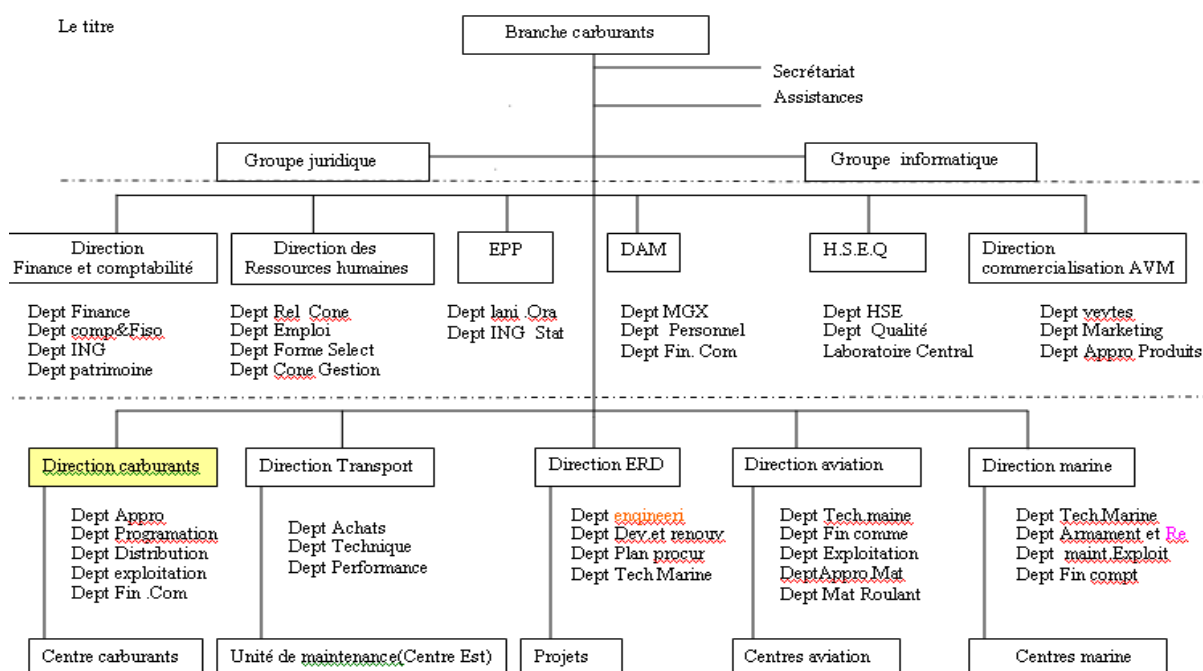 Le titre
Branche carburants
Secrétariat
Assistances
Groupe juridique
Groupe informatique
Direction
Finance et comptabilité
Direction des
Ressources humaines
EPP
DAM
H.S.E.Q
Direction
commercialisation AVM
Dept Finance
Dept comp&Fiso
Dept ING
Dept patrimoine
Dept Rel Cone
Dept Emploi
Dept Forme Select
Dept Cone Gestion
Dept lani .Ora
Dept ING Stat
Dept MGX
Dept Personnel
Dept Fin. Com
Dept HSE
Dept Qualité
Laboratoire Central
Dept vevtes
Dept Marketing
Dept Appro Produits
Direction carburants
Direction Transport
Direction ERD
Direction aviation
Direction marine
Dept Appro
Dept Programation
Dept Distribution
Dept exploitation
Dept Fin .Com
Dept Achats
Dept Technique
Dept Performance
Dept engineeri
Dept Dev.et renouv
Dept Plan procur
Dept Tech Marine
Dept Tech.maine
Dept Fin comme
Dept Exploitation
DeptAppro.Mat
Dept Mat Roulant
Dept Tech.Marine
Dept Armament et Re
Dept maint.Exploit
Dept Fin compt
Centre carburants
Unité de maintenance(Centre Est)
Projets
Centres aviation
Centres marine